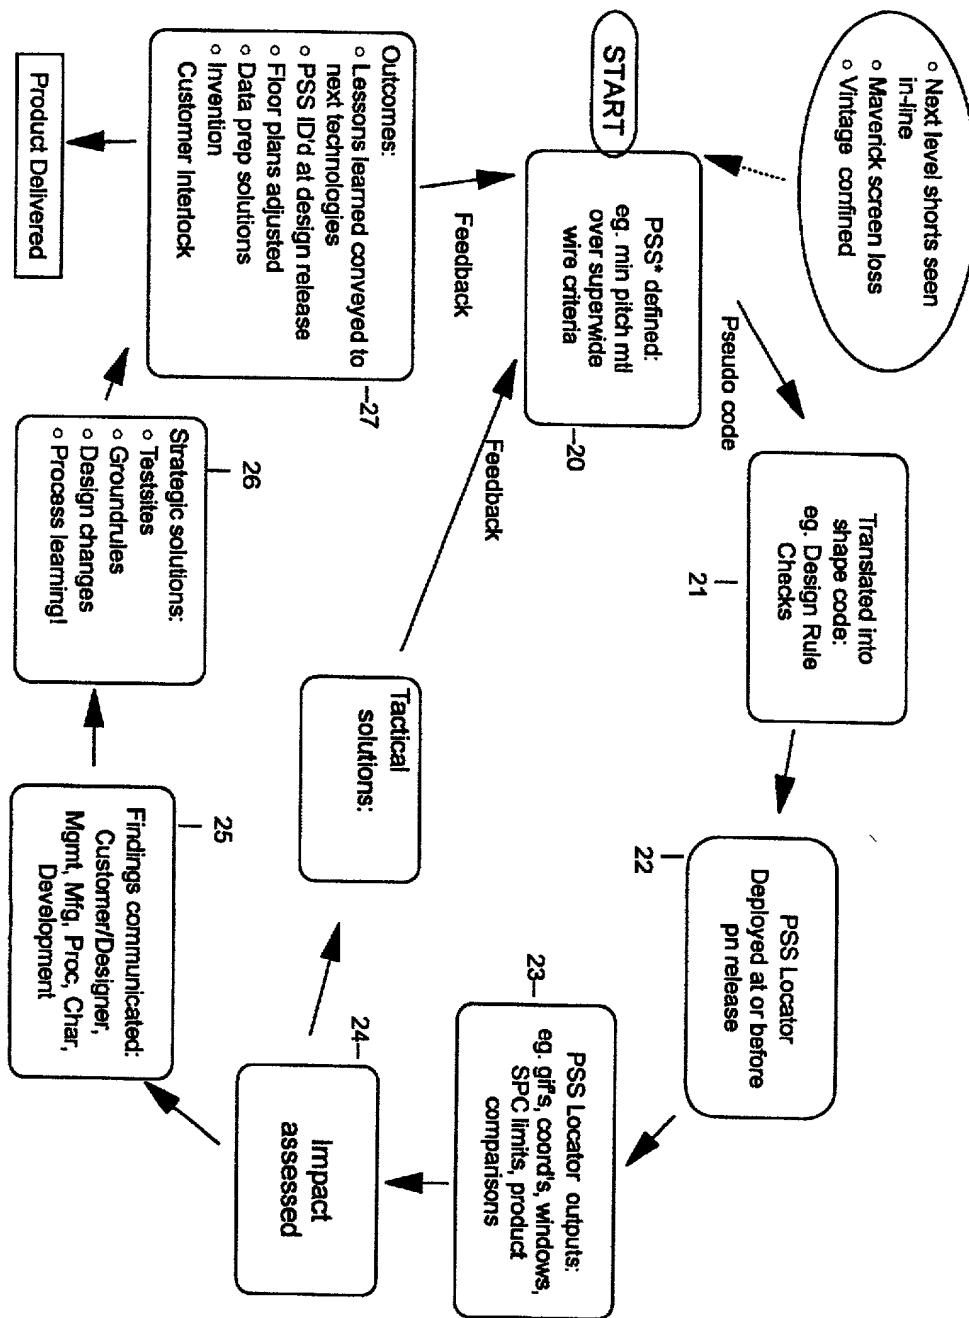 ◦ Next level shorts seen
in-line
◦ Maverick screen loss
◦ Vintage confined
START
PSS* defined:
eg. min pitch mtl
over superwide
wire criteria
20
Pseudo code
Translated into
shape code:
eg. Design Rule
Checks
21
PSS Locator
Deployed at or before
pn release
22
PSS Locator outputs:
eg. gif's, coord's, windows,
SPC limits, product
comparisons
23
Impact
assessed
24
Tactical
solutions:
Feedback
Findings communicated:
Customer/Designer,
Mgmt, Mfg, Proc, Char,
Development
25
Strategic solutions:
◦ Testsites
◦ Groundrules
◦ Design changes
◦ Process learning!
26
Outcomes:
◦ Lessons learned conveyed to
next technologies
◦ PSS ID'd at design release
◦ Floor plans adjusted
◦ Data prep solutions
◦ Invention
Customer Interlock
27
Feedback
Product Delivered